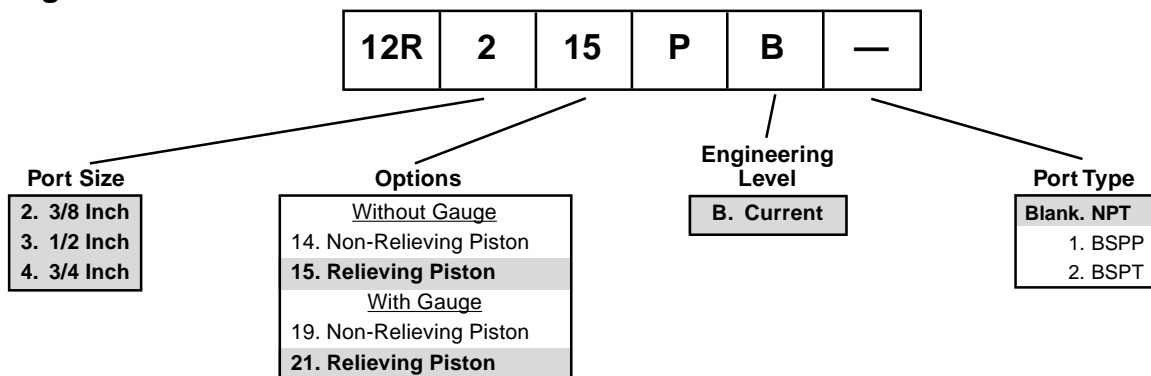 12R 2 15 P B —
Port Size
2. 3/8 Inch
3. 1/2 Inch
4. 3/4 Inch
Options
Without Gauge
14. Non-Relieving Piston
15. Relieving Piston
With Gauge
19. Non-Relieving Piston
21. Relieving Piston
Engineering
Level
B. Current
Port Type
Blank. NPT
1. BSPP
2. BSPT